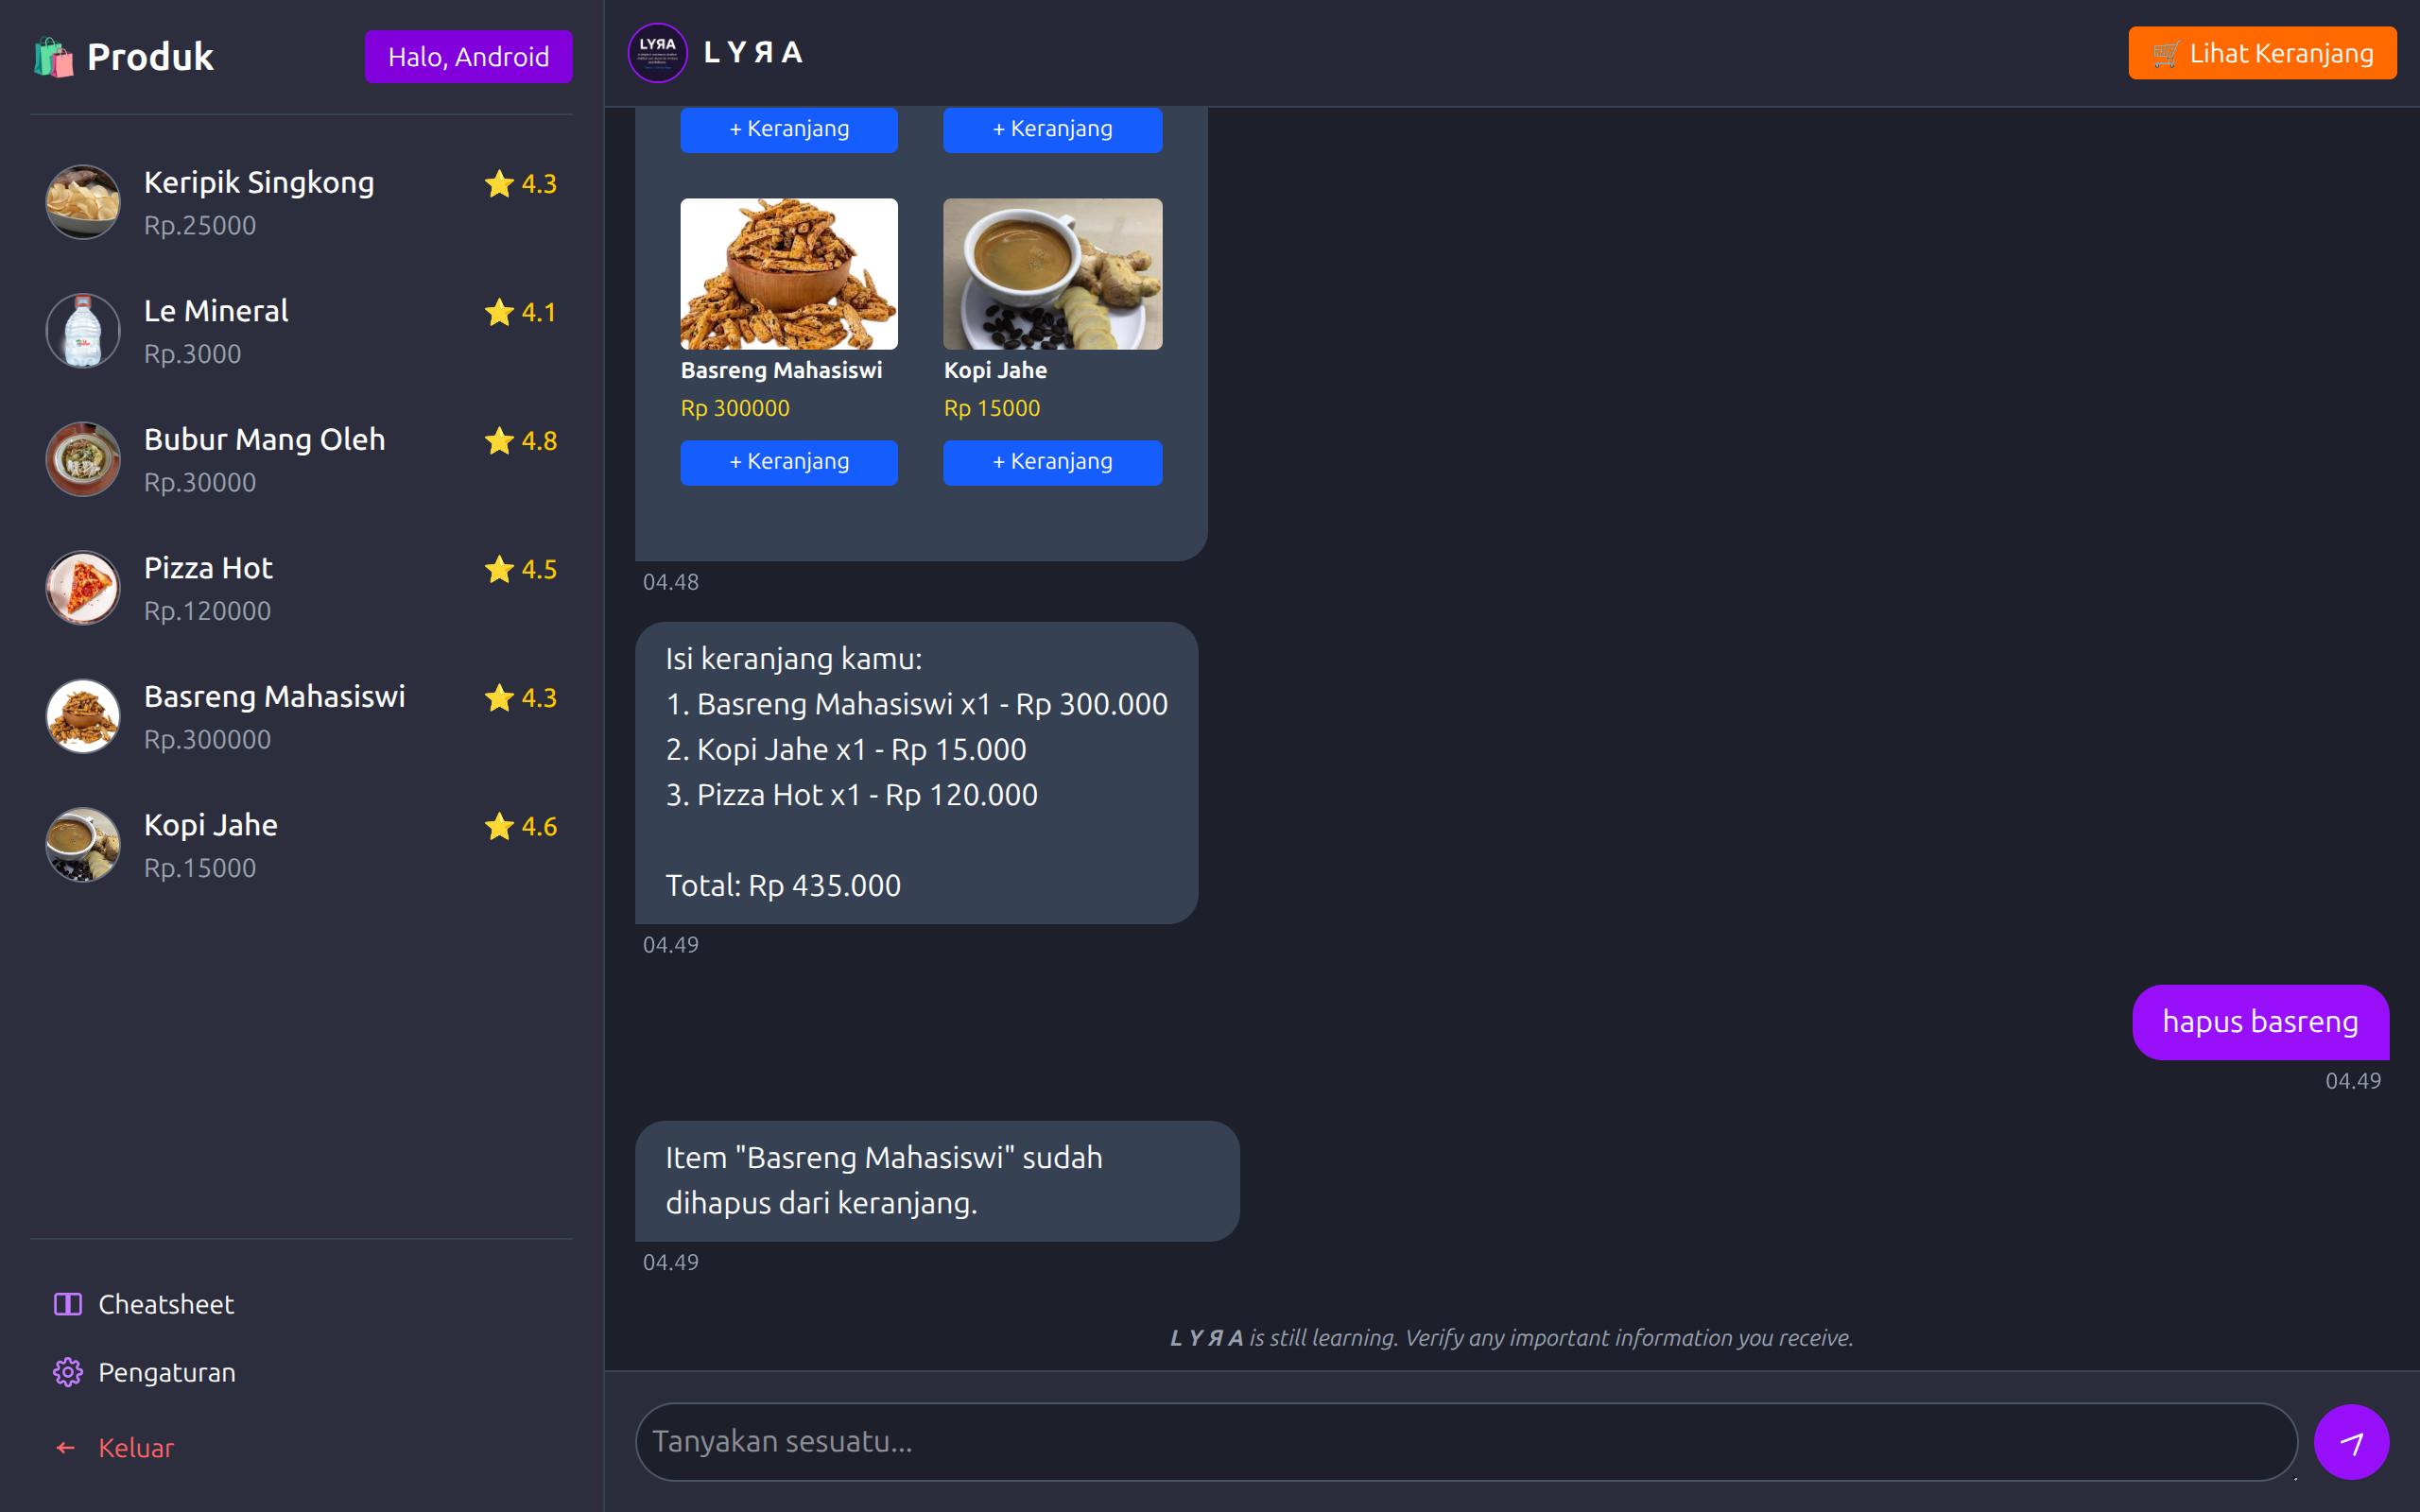 Produk
Halo, Android
Keripik Singkong
4.3
Rp.25000
Le Mineral
4.1
Rp.3000
Bubur Mang Oleh
4.8
Rp.30000
Pizza Hot
4.5
Rp.120000
Basreng Mahasiswi
4.3
Rp.300000
Kopi Jahe
4.6
Rp.15000
Cheatsheet
Pengaturan
Keluar
LYЯA
L Y Я A
Lihat Keranjang
+ Keranjang
+ Keranjang
Basreng Mahasiswi
Rp 300000
+ Keranjang
Kopi Jahe
Rp 15000
+ Keranjang
04.48
Isi keranjang kamu:
1. Basreng Mahasiswi x1 - Rp 300.000
2. Kopi Jahe x1 - Rp 15.000
3. Pizza Hot x1 - Rp 120.000
Total: Rp 435.000
04.49
hapus basreng
04.49
Item "Basreng Mahasiswi" sudah
dihapus dari keranjang.
04.49
L Y Я A is still learning. Verify any important information you receive.
Tanyakan sesuatu...